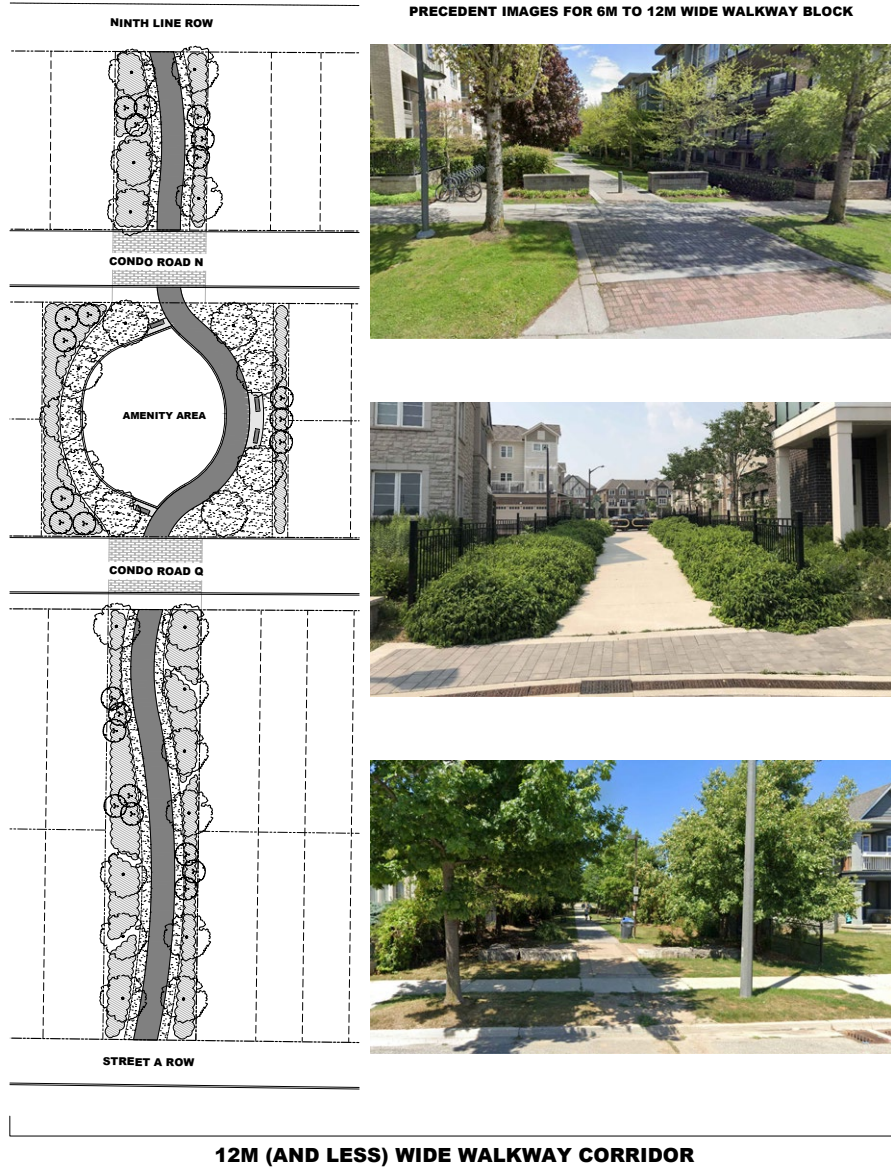 NINTH LINE ROW
CONDO ROAD N
AMENITY AREA
CONDO ROAD Q
STREET A ROW
PRECEDENT IMAGES FOR 6M TO 12M WIDE WALKWAY BLOCK
12M (AND LESS) WIDE WALKWAY CORRIDOR